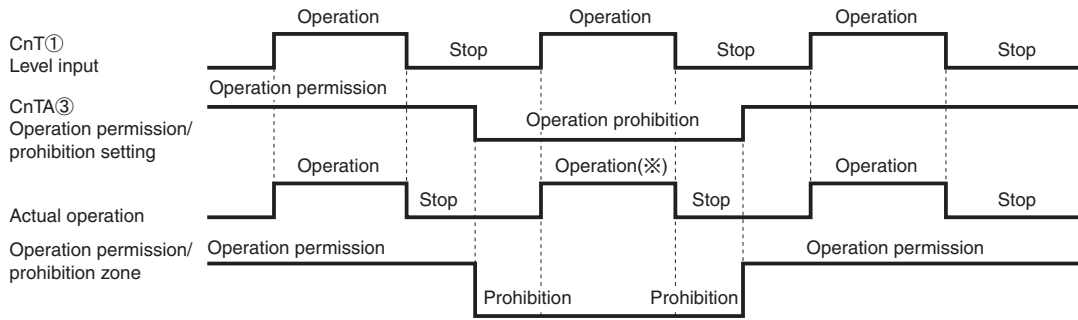 Operation Operation Operation
CnT①
Level input
Stop Stop Stop
Operation permission
CnTA③
Operation permission/
prohibition setting
Operation prohibition
Operation Operation(※) Operation
Actual operation
Stop Stop Stop
Operation permission/
prohibition zone
Operation permission Operation permission
Prohibition Prohibition